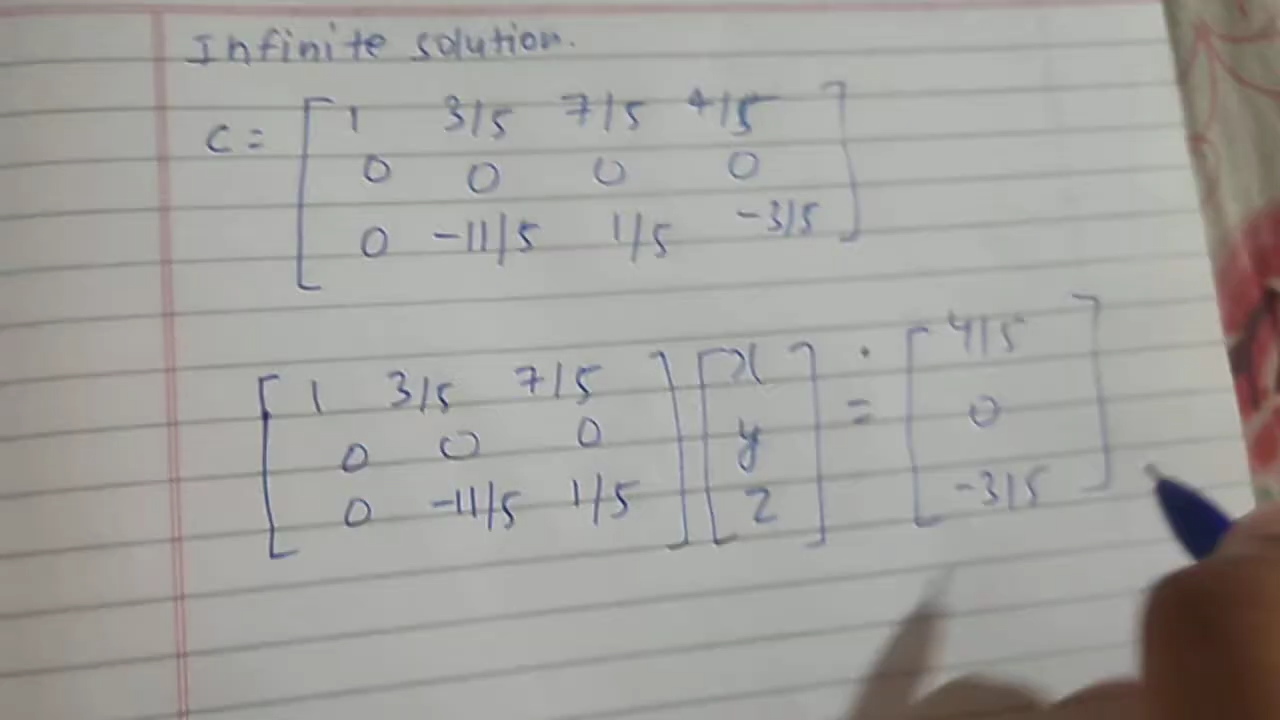 Infinite solution.
C = [ 1 3/5 7/5 4/5
0 0 0 0
0 -11/5 1/5 -3/5 ]
[ 1 3/5 7/5 ] [ x ] = [ 4/5 ]
[ 0 0 0 ] [ y ] [ 0 ]
[ 0 -11/5 1/5 ] [ z ] [ -3/5 ]